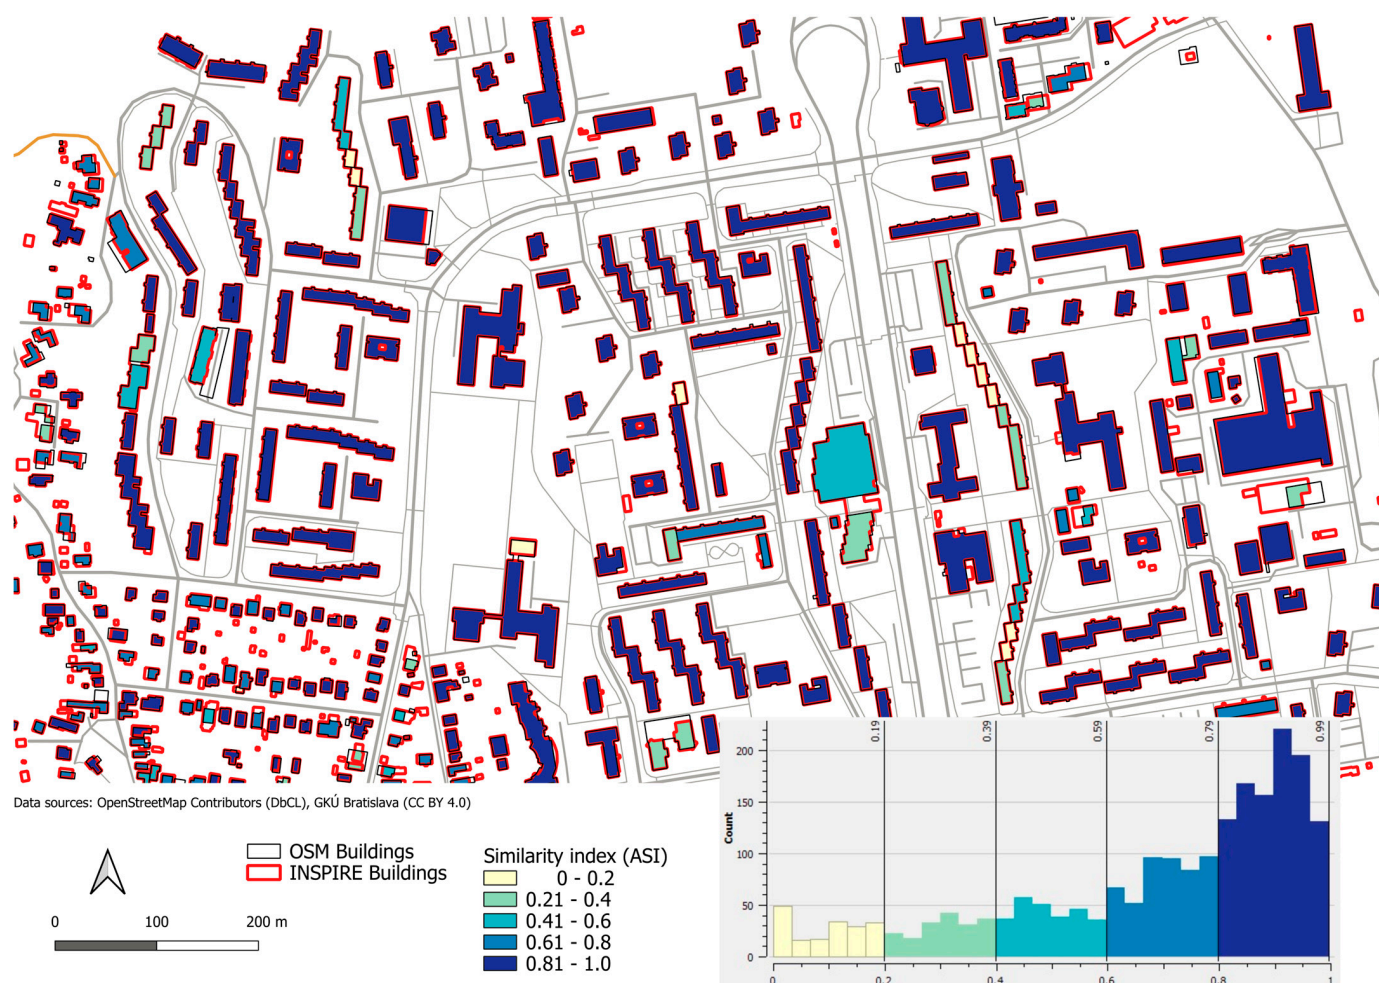 0.19
0.39
0.59
0.79
0.99
200
150
100
50
0
Count
0
0.2
0.4
0.6
0.8
1
Data sources: OpenStreetMap Contributors (DbCL), GKÚ Bratislava (CC BY 4.0)
OSM Buildings
INSPIRE Buildings
0 100 200 m
Similarity index (ASI)
0 - 0.2
0.21 - 0.4
0.41 - 0.6
0.61 - 0.8
0.81 - 1.0